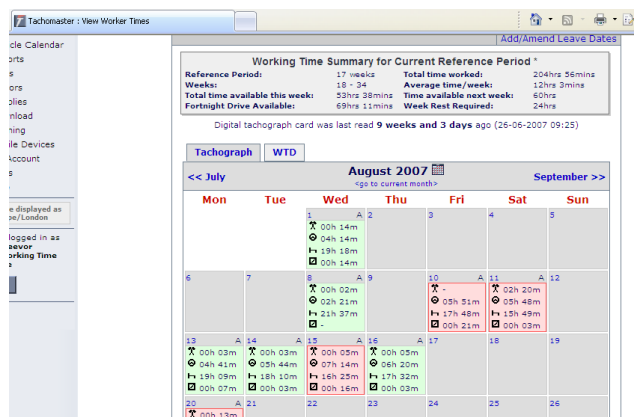 Tachomaster : View Worker Times
cle Calendar
orts
s
ors
plies
nload
ning
ile Devices
Account
s
e displayed as
pe/London
logged in as
eevor
orking Time
e
Add/Amend Leave Dates
Working Time Summary for Current Reference Period *
Reference Period: 17 weeks Total time worked: 204hrs 56mins
Weeks: 18 - 34 Average time/week: 12hrs 3mins
Total time available this week: 53hrs 38mins Time available next week: 60hrs
Fortnight Drive Available: 69hrs 11mins Week Rest Required: 24hrs
Digital tachograph card was last read 9 weeks and 3 days ago (26-06-2007 09:25)
Tachograph WTD
<< July August 2007 September >>
<go to current month>
Mon Tue Wed Thu Fri Sat Sun
1 A 2 3 4 5
00h 14m
04h 14m
19h 18m
00h 14m
6 7 8 A 9 10 A 11 A 12
00h 02m - 02h 20m
02h 21m 05h 51m 05h 48m
21h 37m 17h 48m 15h 49m
- 00h 21m 00h 03m
13 A 14 A 15 A 16 A 17 18 19
00h 03m 00h 03m 00h 05m 00h 05m
04h 41m 05h 44m 07h 14m 06h 20m
19h 09m 18h 10m 16h 25m 17h 32m
00h 07m 00h 03m 00h 16m 00h 03m
20 A 21 22 23 24 25 26
00h 13m